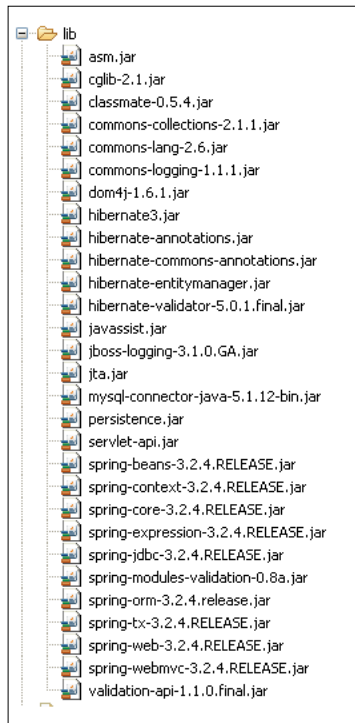 lib
asm.jar
cglib-2.1.jar
classmate-0.5.4.jar
commons-collections-2.1.1.jar
commons-lang-2.6.jar
commons-logging-1.1.1.jar
dom4j-1.6.1.jar
hibernate3.jar
hibernate-annotations.jar
hibernate-commons-annotations.jar
hibernate-entitymanager.jar
hibernate-validator-5.0.1.final.jar
javassist.jar
jboss-logging-3.1.0.GA.jar
jta.jar
mysql-connector-java-5.1.12-bin.jar
persistence.jar
servlet-api.jar
spring-beans-3.2.4.RELEASE.jar
spring-context-3.2.4.RELEASE.jar
spring-core-3.2.4.RELEASE.jar
spring-expression-3.2.4.RELEASE.jar
spring-jdbc-3.2.4.RELEASE.jar
spring-modules-validation-0.8a.jar
spring-orm-3.2.4.release.jar
spring-tx-3.2.4.RELEASE.jar
spring-web-3.2.4.RELEASE.jar
spring-webmvc-3.2.4.RELEASE.jar
validation-api-1.1.0.final.jar